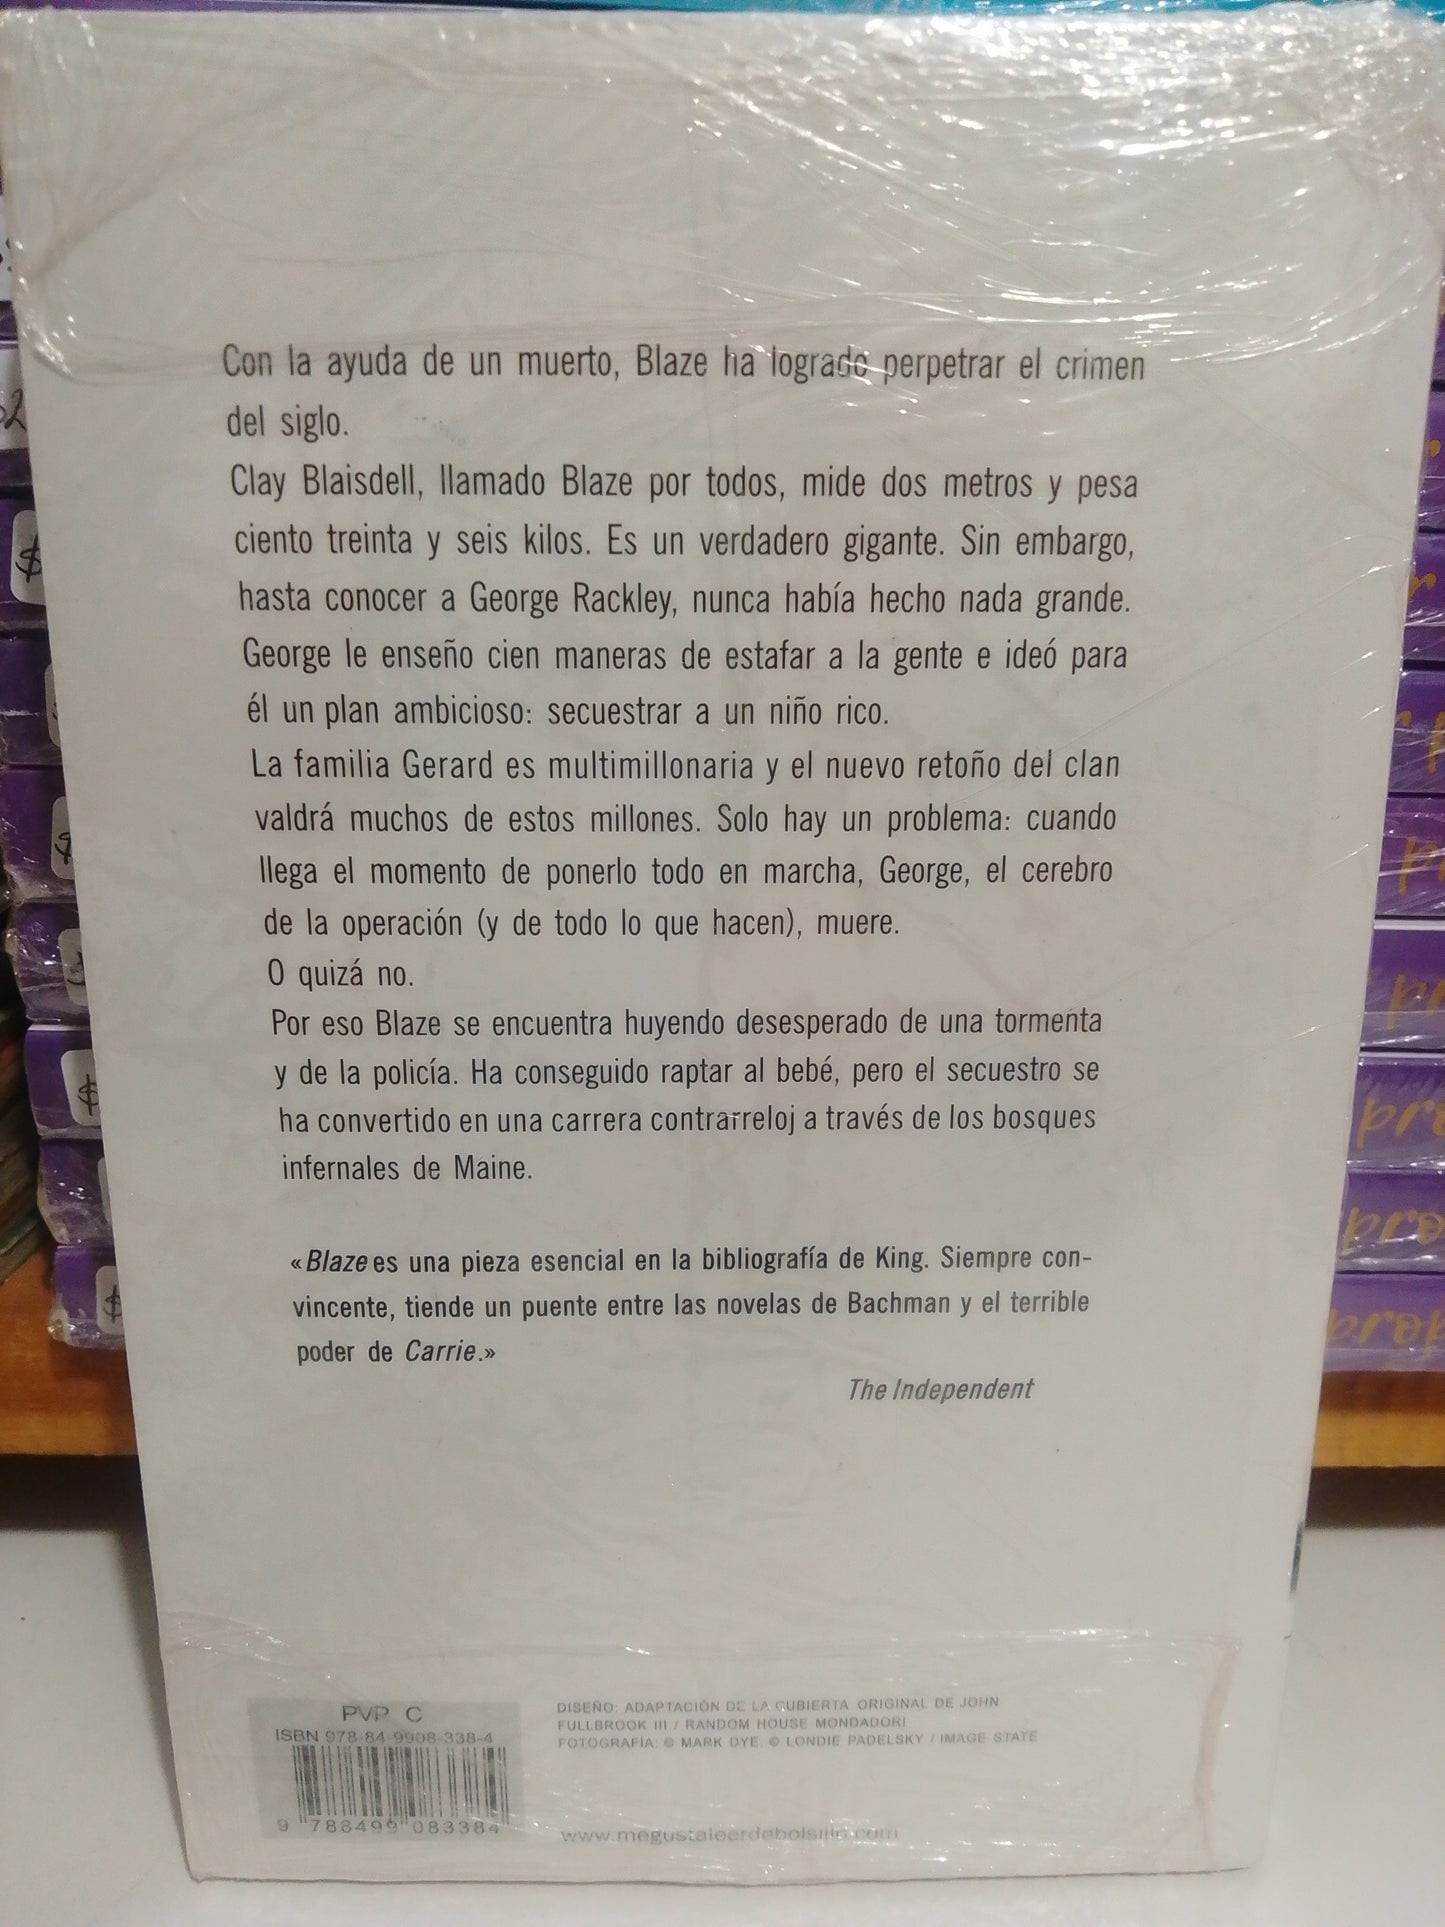 Con la ayuda de un muerto, Blaze ha logrado perpetrar el crimen
del siglo.
Clay Blaisdell, llamado Blaze por todos, mide dos metros y pesa
ciento treinta y seis kilos. Es un verdadero gigante. Sin embargo,
hasta conocer a George Rackley, nunca había hecho nada grande.
George le enseño cien maneras de estafar a la gente e ideó para
él un plan ambicioso: secuestrar a un niño rico.
La familia Gerard es multimillonaria y el nuevo retoño del clan
valdrá muchos de estos millones. Solo hay un problema: cuando
llega el momento de ponerlo todo en marcha, George, el cerebro
de la operación (y de todo lo que hacen), muere.
O quizá no.
Por eso Blaze se encuentra huyendo desesperado de una tormenta
y de la policía. Ha conseguido raptar al bebé, pero el secuestro se
ha convertido en una carrera contrarreloj a través de los bosques
infernales de Maine.
«Blaze es una pieza esencial en la bibliografía de King. Siempre con-
vincente, tiende un puente entre las novelas de Bachman y el terrible
poder de Carrie.»
The Independent
PVP C
ISBN 978-84-9908-338-4
9 788499 083384
DISEÑO: ADAPTACIÓN DE LA CUBIERTA ORIGINAL DE JOHN
FULLBROOK III / RANDOM HOUSE MONDADORI
FOTOGRAFÍA: © MARK DYE. © LONDIE PADELSKY / IMAGE STATE
www.megustaleerdebolsillo.com